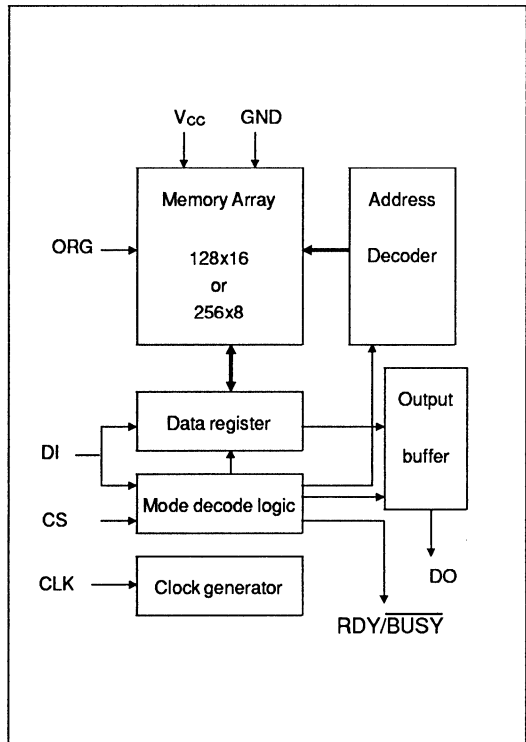 Vcc GND
Memory Array
Address
Decoder
ORG
128x16
or
256x8
Data register
Output
buffer
DI
Mode decode logic
CS
DO
CLK
Clock generator
RDY/BUSY